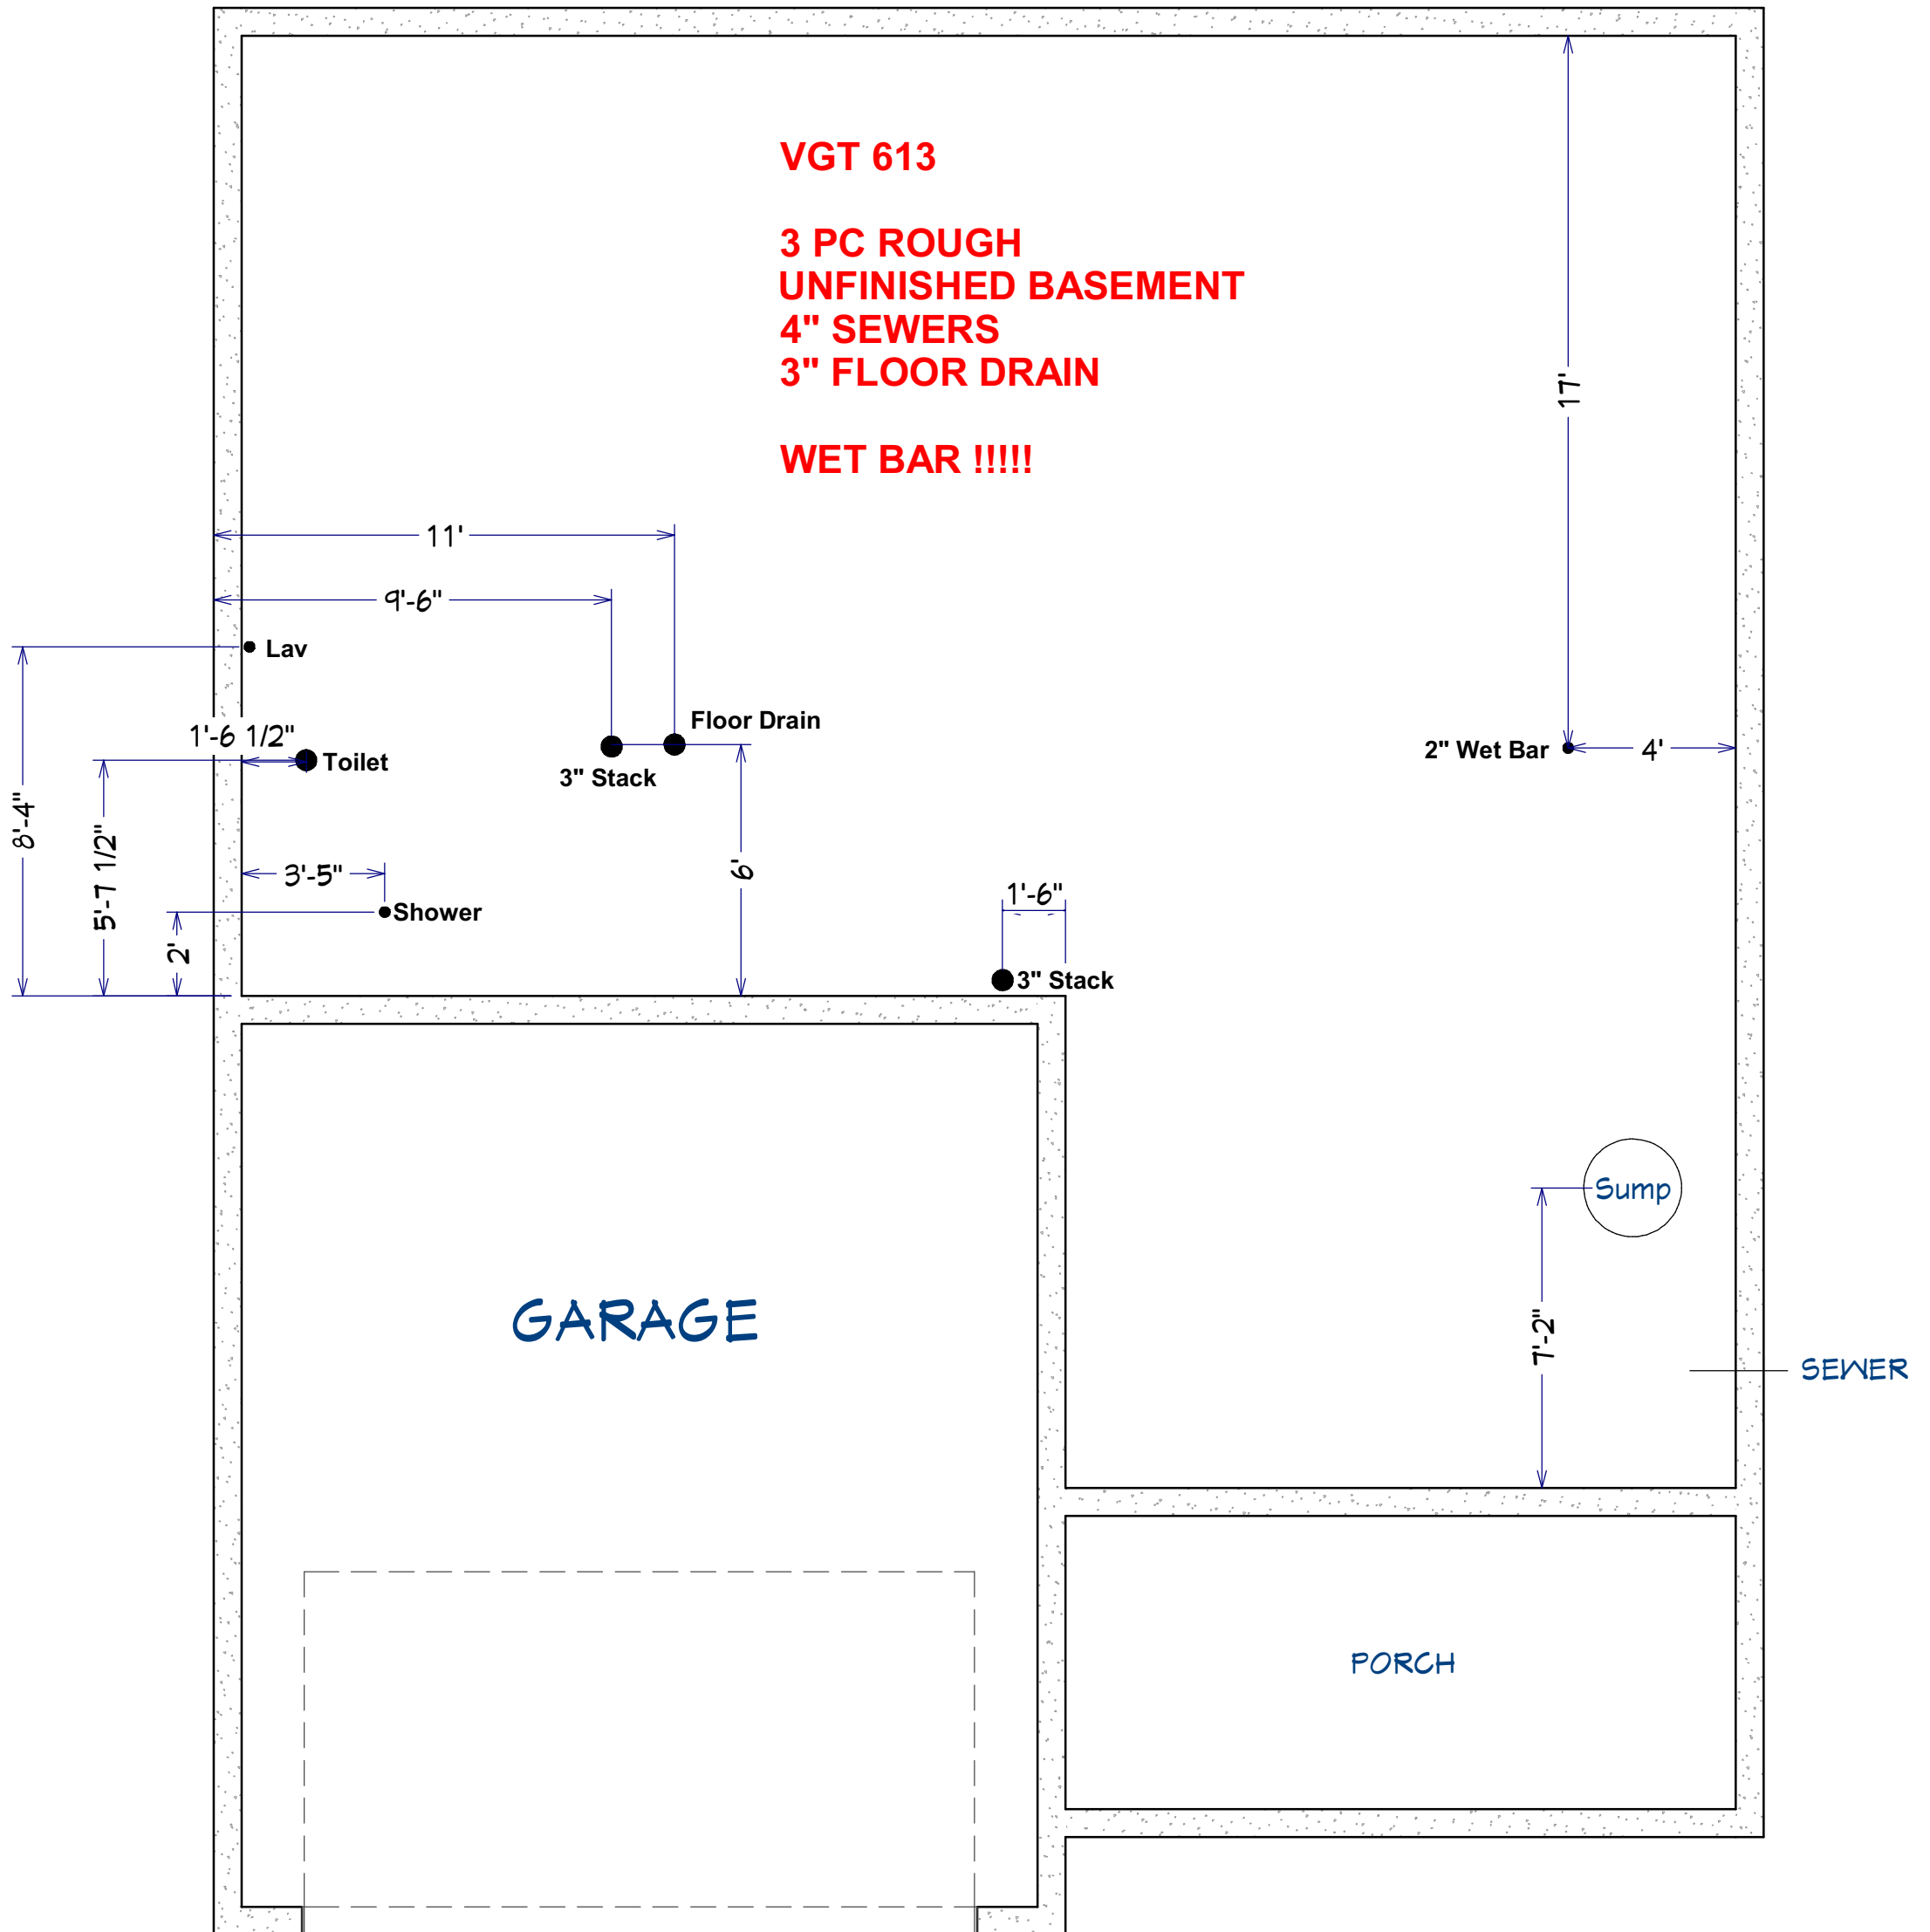 VGT 613
3 PC ROUGH
UNFINISHED BASEMENT
4" SEWERS
3" FLOOR DRAIN
WET BAR !!!!!
17'
11'
9'-6"
Lav
Floor Drain
1'-6 1/2"
Toilet
3" Stack
2" Wet Bar
4'
8'-4"
5'-7 1/2"
3'-5"
6'
1'-6"
Shower
2'
3" Stack
Sump
GARAGE
7'-2"
SEWER
PORCH